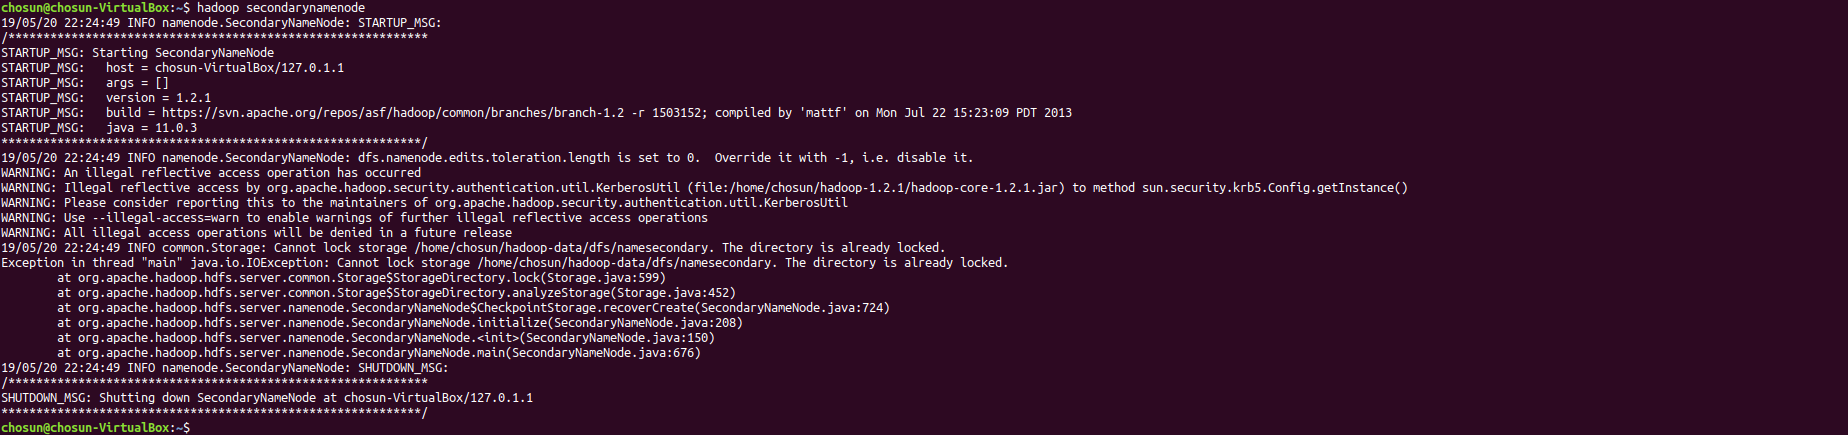 chosun@chosun-VirtualBox:~$ hadoop secondarynamenode
19/05/20 22:24:49 INFO namenode.SecondaryNameNode: STARTUP_MSG:
/************************************************************
STARTUP_MSG: Starting SecondaryNameNode
STARTUP_MSG:   host = chosun-VirtualBox/127.0.1.1
STARTUP_MSG:   args = []
STARTUP_MSG:   version = 1.2.1
STARTUP_MSG:   build = https://svn.apache.org/repos/asf/hadoop/common/branches/branch-1.2 -r 1503152; compiled by 'mattf' on Mon Jul 22 15:23:09 PDT 2013
STARTUP_MSG:   java = 11.0.3
************************************************************/
19/05/20 22:24:49 INFO namenode.SecondaryNameNode: dfs.namenode.edits.toleration.length is set to 0.  Override it with -1, i.e. disable it.
WARNING: An illegal reflective access operation has occurred
WARNING: Illegal reflective access by org.apache.hadoop.security.authentication.util.KerberosUtil (file:/home/chosun/hadoop-1.2.1/hadoop-core-1.2.1.jar) to method sun.security.krb5.Config.getInstance()
WARNING: Please consider reporting this to the maintainers of org.apache.hadoop.security.authentication.util.KerberosUtil
WARNING: Use --illegal-access=warn to enable warnings of further illegal reflective access operations
WARNING: All illegal access operations will be denied in a future release
19/05/20 22:24:49 INFO common.Storage: Cannot lock storage /home/chosun/hadoop-data/dfs/namesecondary. The directory is already locked.
Exception in thread "main" java.io.IOException: Cannot lock storage /home/chosun/hadoop-data/dfs/namesecondary. The directory is already locked.
        at org.apache.hadoop.hdfs.server.common.Storage$StorageDirectory.lock(Storage.java:599)
        at org.apache.hadoop.hdfs.server.common.Storage$StorageDirectory.analyzeStorage(Storage.java:452)
        at org.apache.hadoop.hdfs.server.namenode.SecondaryNameNode$CheckpointStorage.recoverCreate(SecondaryNameNode.java:724)
        at org.apache.hadoop.hdfs.server.namenode.SecondaryNameNode.initialize(SecondaryNameNode.java:208)
        at org.apache.hadoop.hdfs.server.namenode.SecondaryNameNode.<init>(SecondaryNameNode.java:150)
        at org.apache.hadoop.hdfs.server.namenode.SecondaryNameNode.main(SecondaryNameNode.java:676)
19/05/20 22:24:49 INFO namenode.SecondaryNameNode: SHUTDOWN_MSG:
/************************************************************
SHUTDOWN_MSG: Shutting down SecondaryNameNode at chosun-VirtualBox/127.0.1.1
************************************************************/
chosun@chosun-VirtualBox:~$